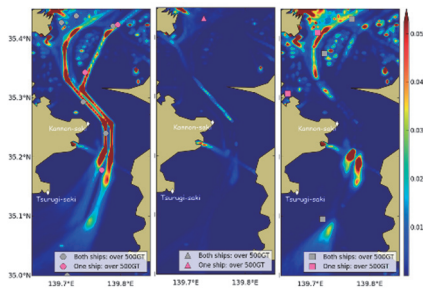 35.4°N
35.3°N
35.2°N
35.1°N
35.0°N
139.7°E 139.8°E
139.7°E 139.8°E
139.7°E 139.8°E
Kannon-saki
Tsurugi-saki
Both ships: over 500GT
One ship: over 500GT
Kannon-saki
Tsurugi-saki
Both ships: over 500GT
One ship: over 500GT
Kannon-saki
Tsurugi-saki
Both ships: over 500GT
One ship: over 500GT
0.05
0.04
0.03
0.02
0.01